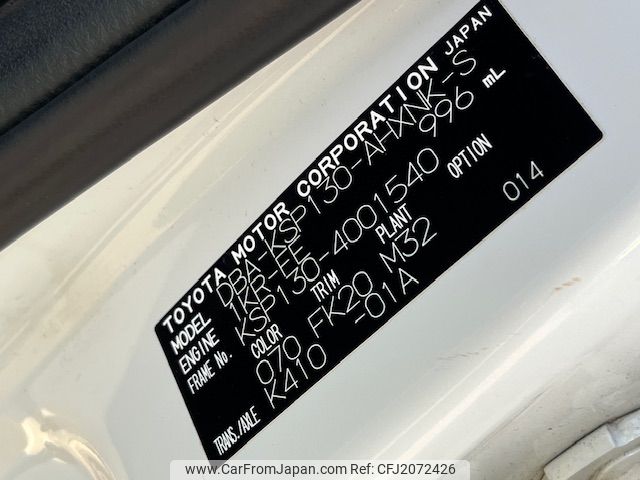 TOYOTA MOTOR CORPORATION JAPAN
MODEL DBA-KSP130-AHXNK-S
ENGINE 1KR-FE 996 mL
FRAME No. KSP130-4001540
COLOR TRIM PLANT OPTION
070 FK20 M32 014
TRANS./AXLE K410 -01A
www.CarFromJapan.com | Ref: CFJ2072426